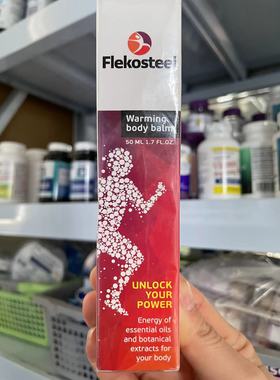 Flekosteel
Warming
body balm
50 ML 1.7 FL.OZ.
UNLOCK
YOUR
POWER
Energy of
essential oils
and botanical
extracts for
your body